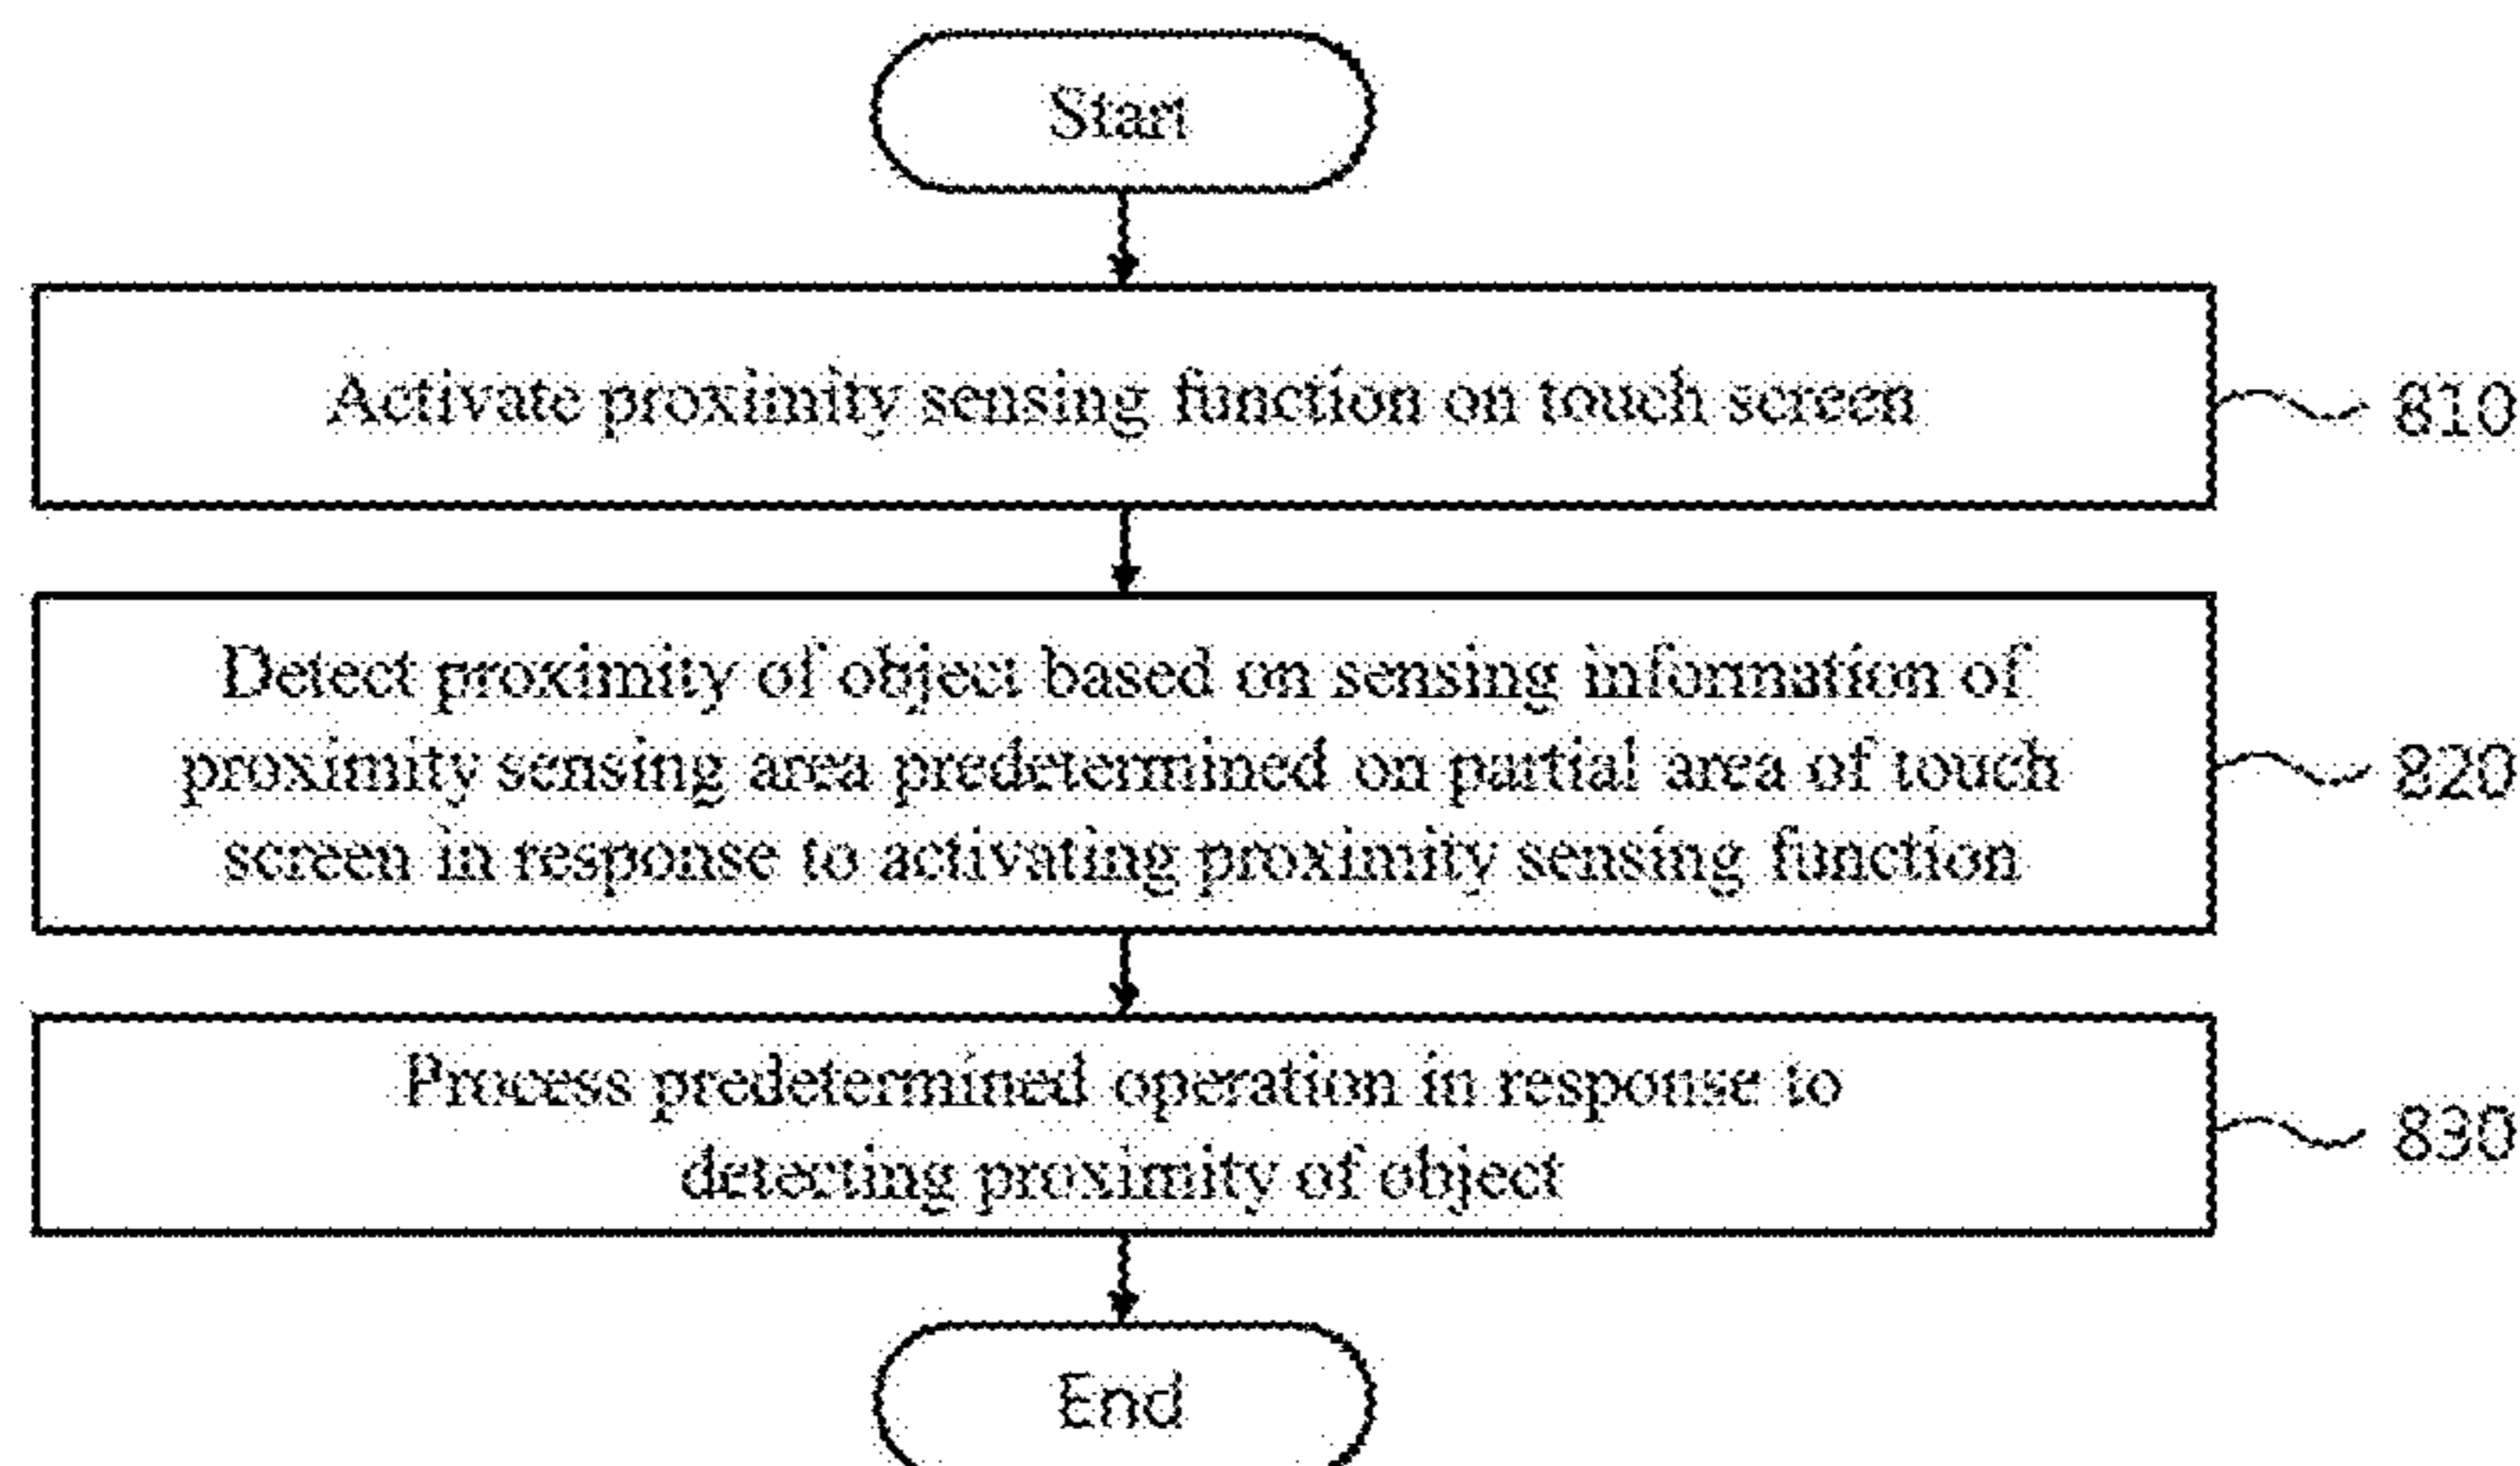 Start
Activate proximity sensing function on touch screen
810
Detect proximity of object based on sensing information of
proximity sensing area predetermined on partial area of touch
820
screen in response to activating proximity sensing function
Process predetermined operation in response to
830
detecting proximity of object
End